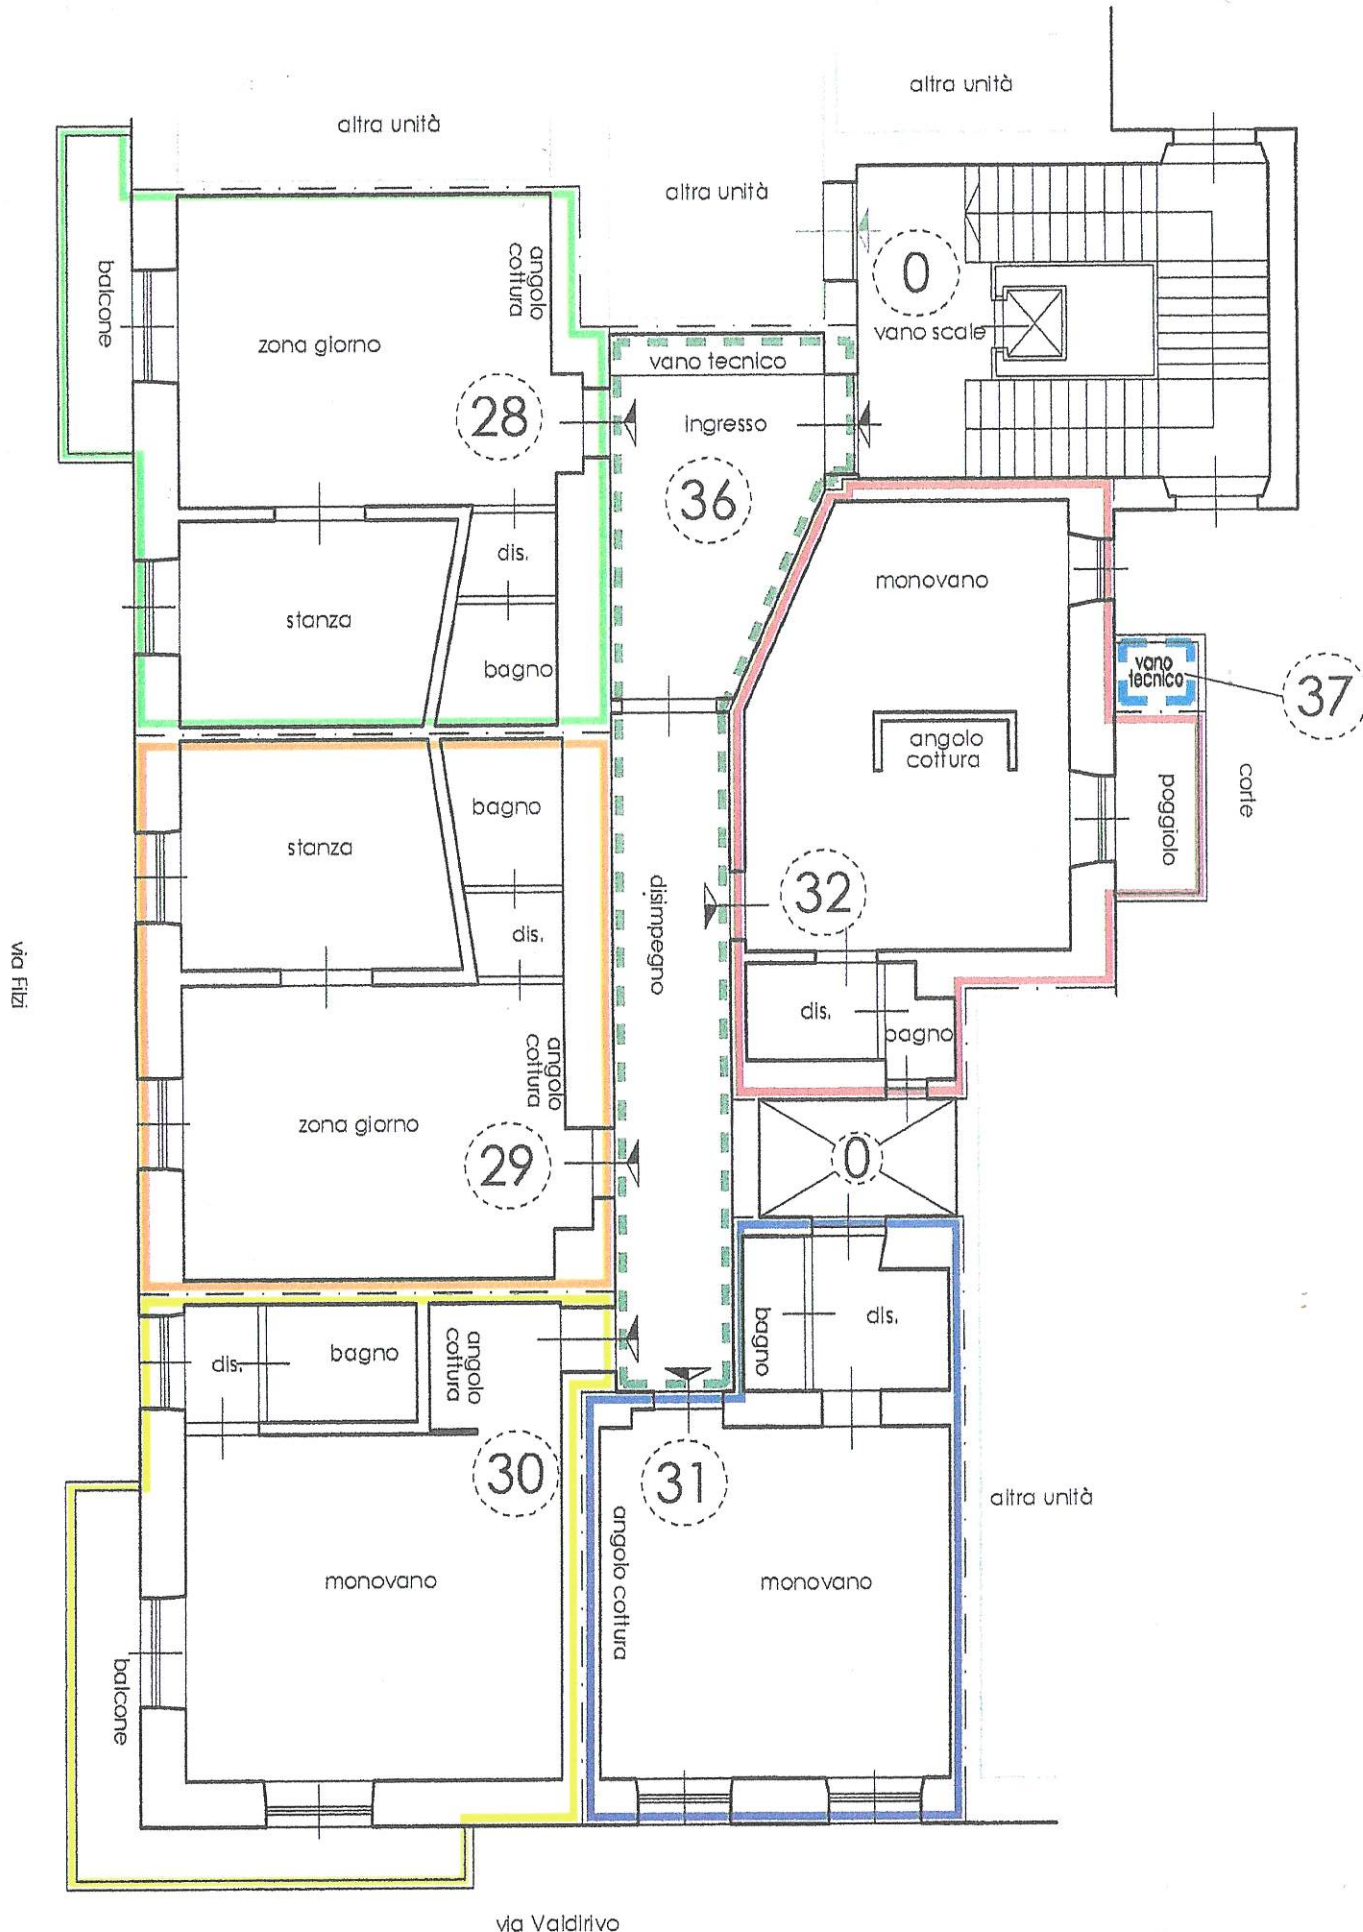 altra unità
altra unità
altra unità
balcone
angolo
cottura
0
vano scale
zona giorno
vano tecnico
28
Ingresso
36
dis.
stanza
monovano
bagno
vano
tecnico
37
angolo
cottura
poggiolo
corte
bagno
stanza
disimpegno
32
dis.
via Filzi
dis.
bagno
angolo
cottura
zona giorno
29
0
bagno
dis.
dis.
bagno
angolo
cottura
30
31
altra unità
angolo cottura
monovano
monovano
balcone
via Valdirivo